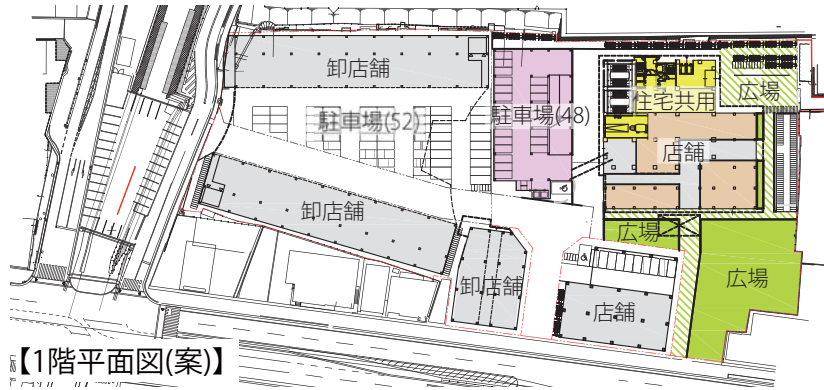 卸店舗
広場
駐車場(52)
駐車場(48)
住宅共用
店舗
卸店舗
広場
広場
卸店舗
店舗
【1階平面図(案)】